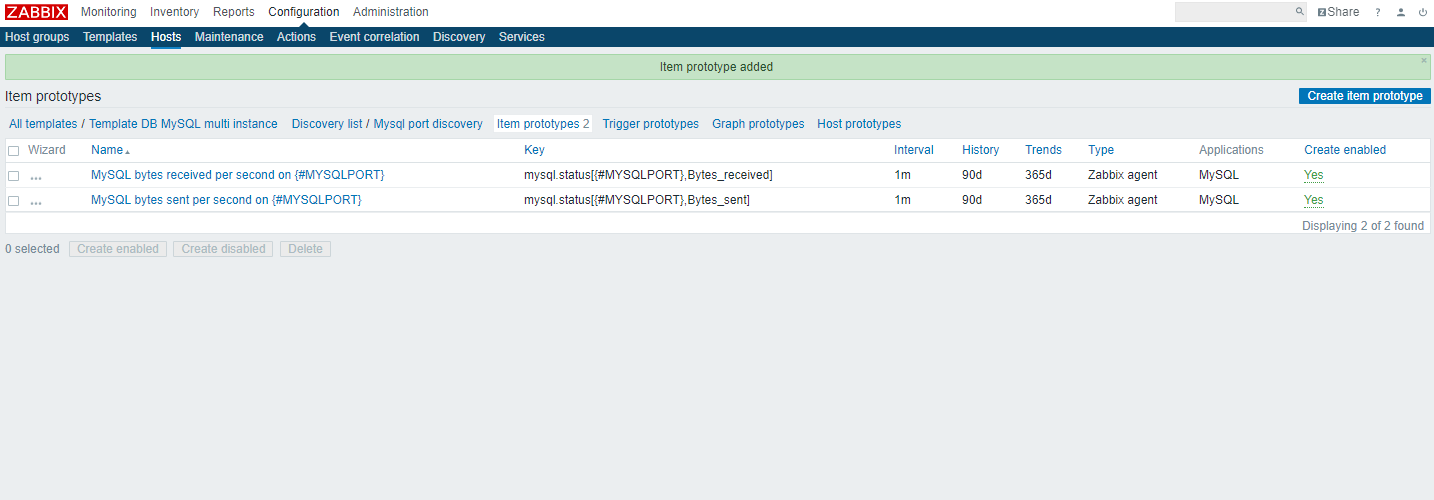 ZABBIX Monitoring Inventory Reports Configuration Administration Z Share ?
Host groups Templates Hosts Maintenance Actions Event correlation Discovery Services
Item prototype added ×
Item prototypes Create item prototype
All templates / Template DB MySQL multi instance Discovery list / Mysql port discovery Item prototypes 2 Trigger prototypes Graph prototypes Host prototypes
Wizard Name Key Interval History Trends Type Applications Create enabled
... MySQL bytes received per second on {#MYSQLPORT} mysql.status[{#MYSQLPORT},Bytes_received] 1m 90d 365d Zabbix agent MySQL Yes
... MySQL bytes sent per second on {#MYSQLPORT} mysql.status[{#MYSQLPORT},Bytes_sent] 1m 90d 365d Zabbix agent MySQL Yes
Displaying 2 of 2 found
0 selected Create enabled Create disabled Delete